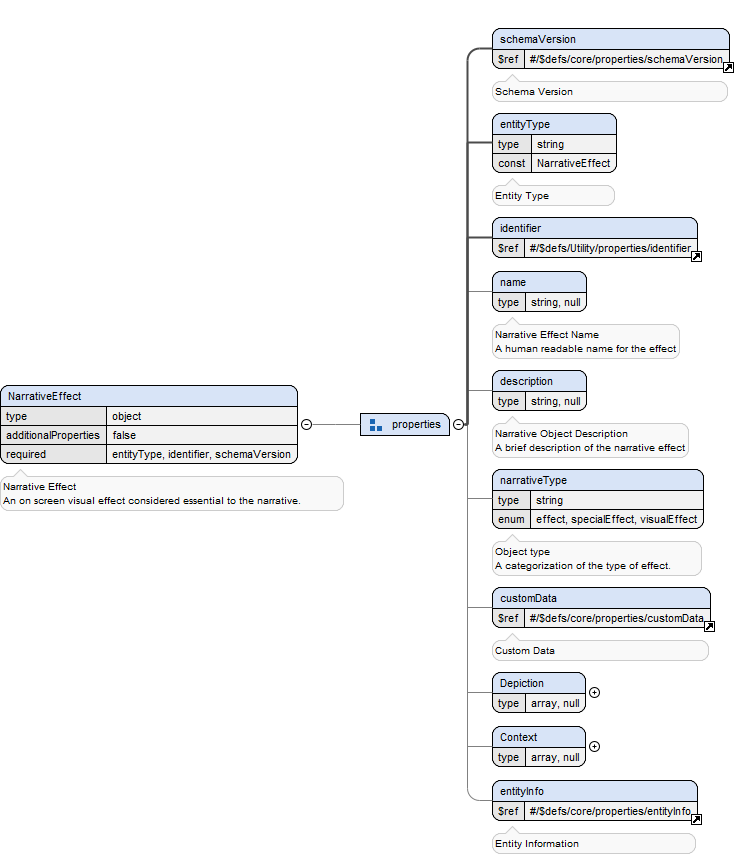 NarrativeEffect
type object
additionalProperties false
required entityType, identifier, schemaVersion
Narrative Effect
An on screen visual effect considered essential to the narrative.
properties
schemaVersion
$ref #/$defs/core/properties/schemaVersion
Schema Version
entityType
type string
const NarrativeEffect
Entity Type
identifier
$ref #/$defs/Utility/properties/identifier
name
type string, null
Narrative Effect Name
A human readable name for the effect
description
type string, null
Narrative Object Description
A brief description of the narrative effect
narrativeType
type string
enum effect, specialEffect, visualEffect
Object type
A categorization of the type of effect.
customData
$ref #/$defs/core/properties/customData
Custom Data
Depiction
type array, null
Context
type array, null
entityInfo
$ref #/$defs/core/properties/entityInfo
Entity Information